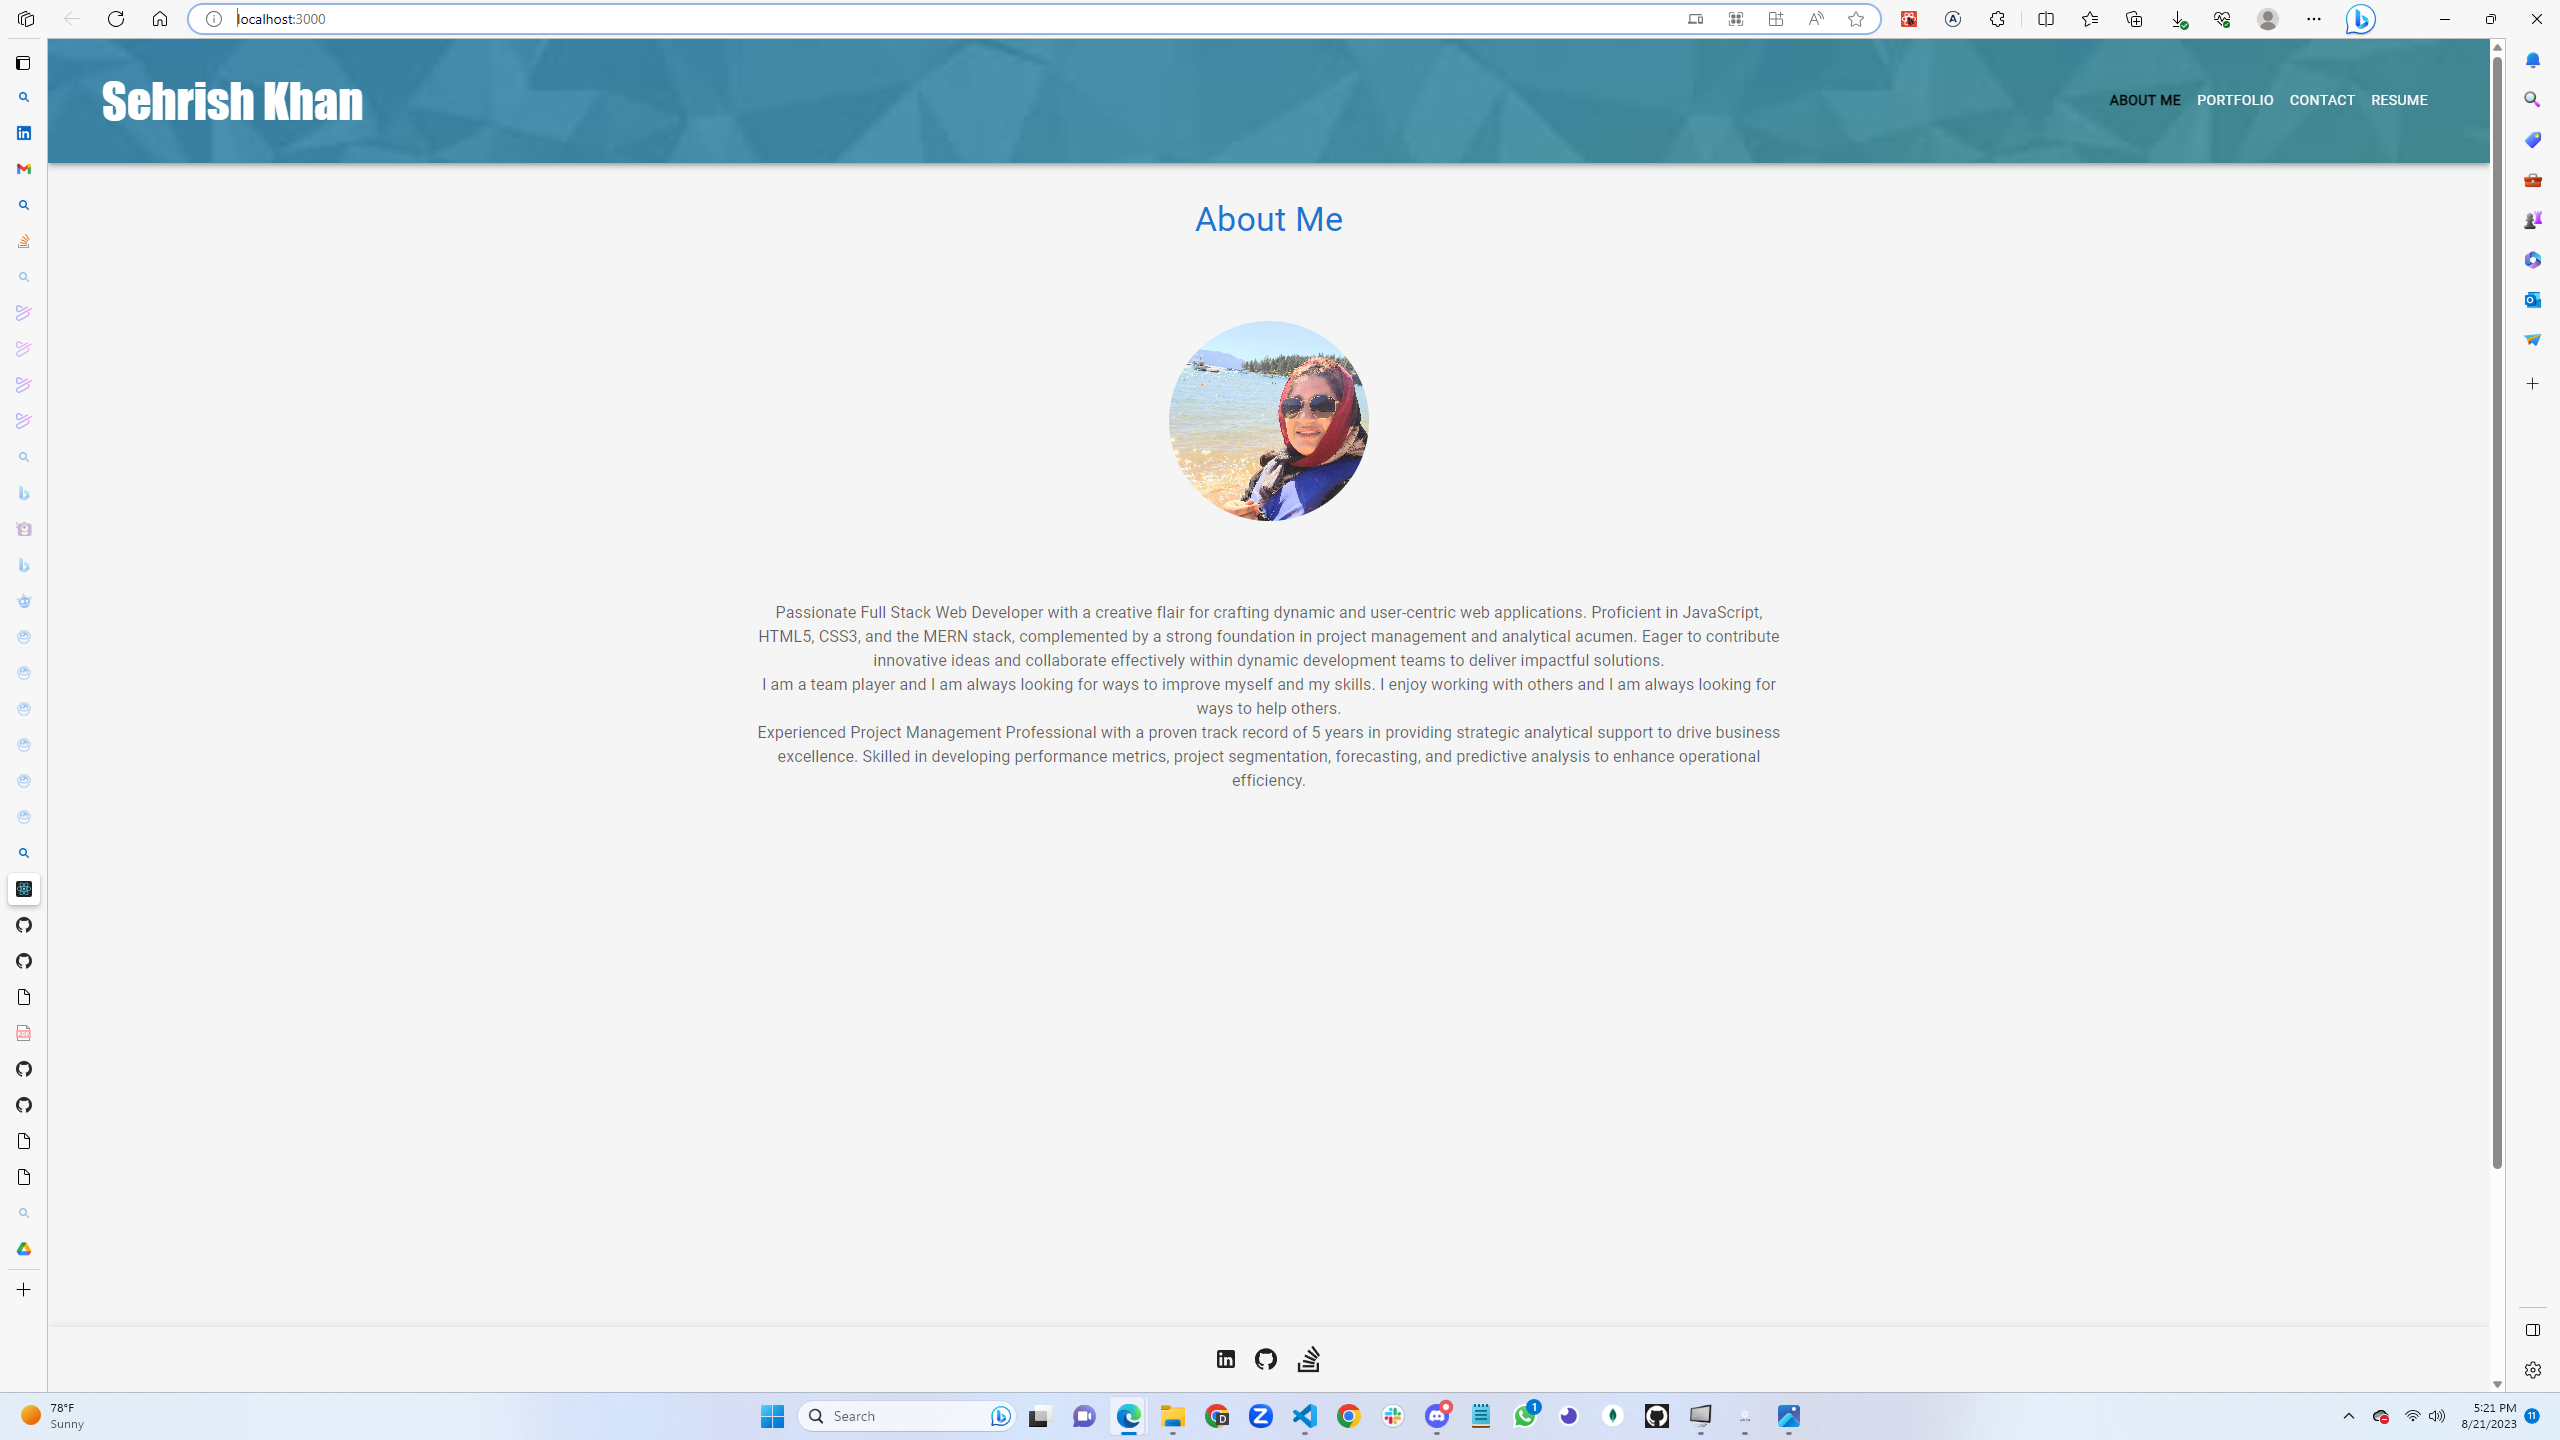 localhost:3000
Sehrish Khan
ABOUT ME PORTFOLIO CONTACT RESUME
About Me
Passionate Full Stack Web Developer with a creative flair for crafting dynamic and user-centric web applications. Proficient in JavaScript,
HTML5, CSS3, and the MERN stack, complemented by a strong foundation in project management and analytical acumen. Eager to contribute
innovative ideas and collaborate effectively within dynamic development teams to deliver impactful solutions.
I am a team player and I am always looking for ways to improve myself and my skills. I enjoy working with others and I am always looking for
ways to help others.
Experienced Project Management Professional with a proven track record of 5 years in providing strategic analytical support to drive business
excellence. Skilled in developing performance metrics, project segmentation, forecasting, and predictive analysis to enhance operational
efficiency.
78°F
Sunny
Search
1
5:21 PM
8/21/2023
11